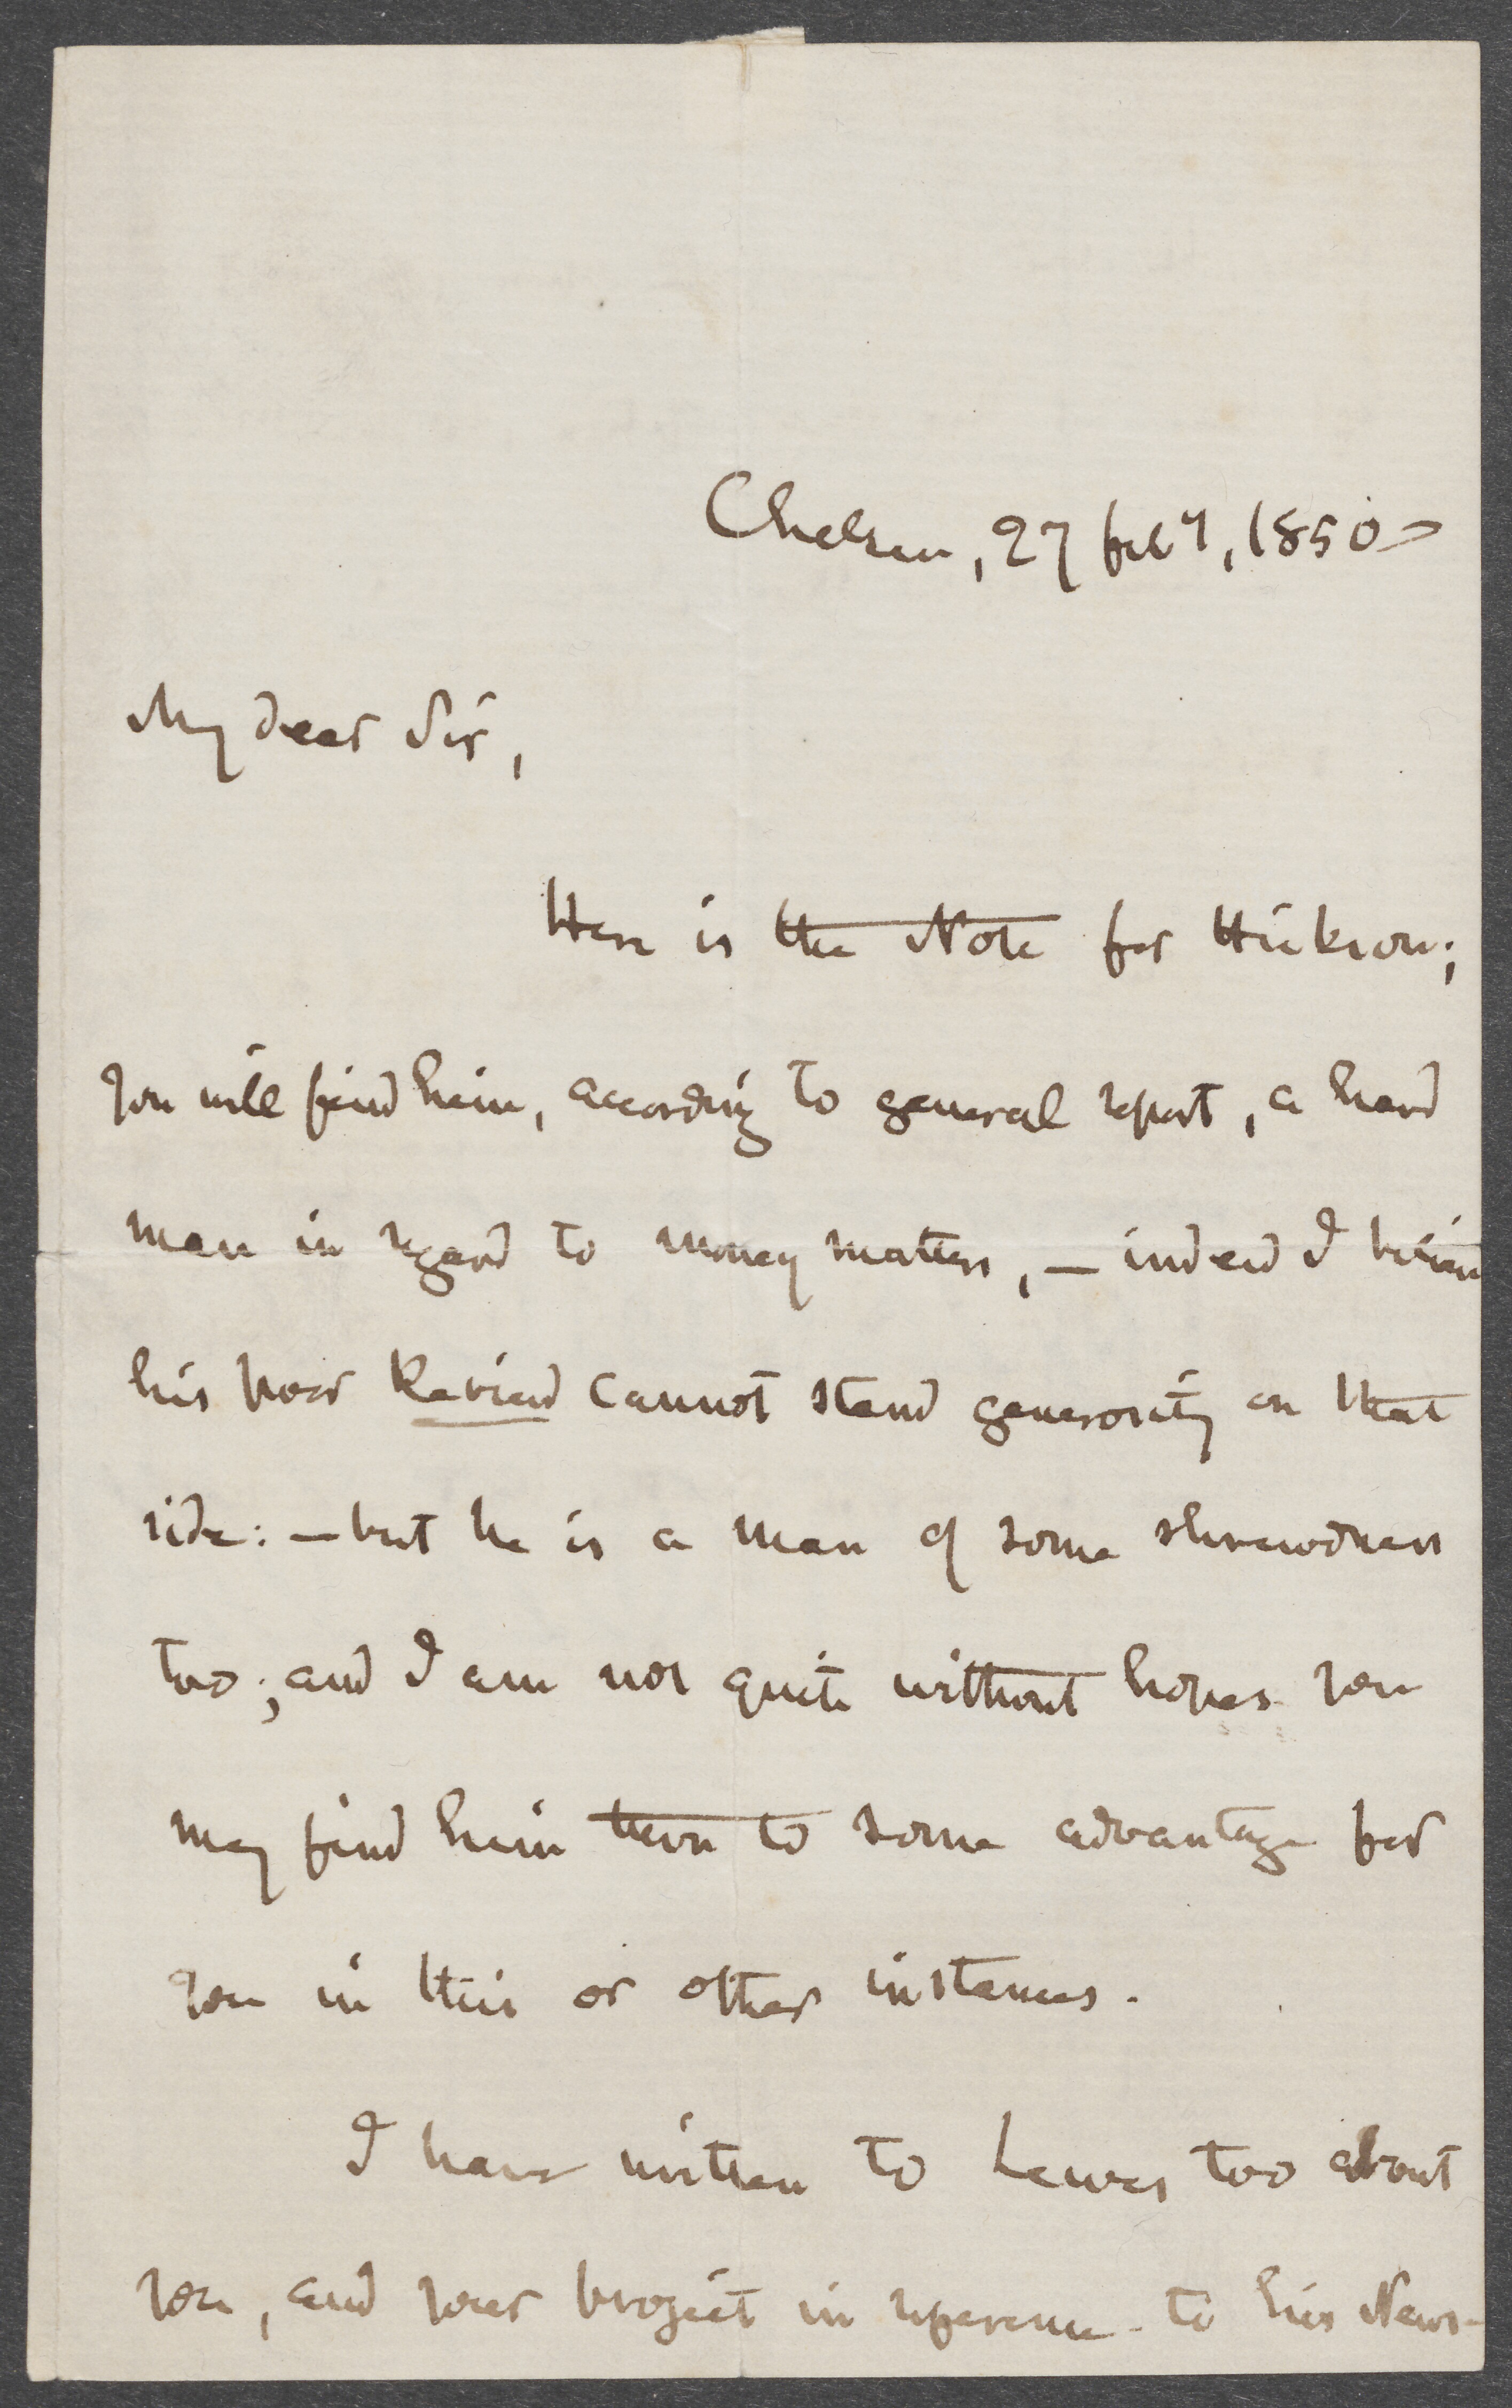 Chelsea, 27 feby, 1850
My dear Sir,
Here is the Note for Hickson;
you will find him, according to general report, a hard
man in regard to money matters, — indeed I believe
his poor Review cannot stand generosity on that
side: — but he is a man of some shrewdness
too; and I am not quite without hopes you
may find him turn to some advantage for
you in this or other instances.
I have written to Lewes too about
you, and your project in reference to his News-